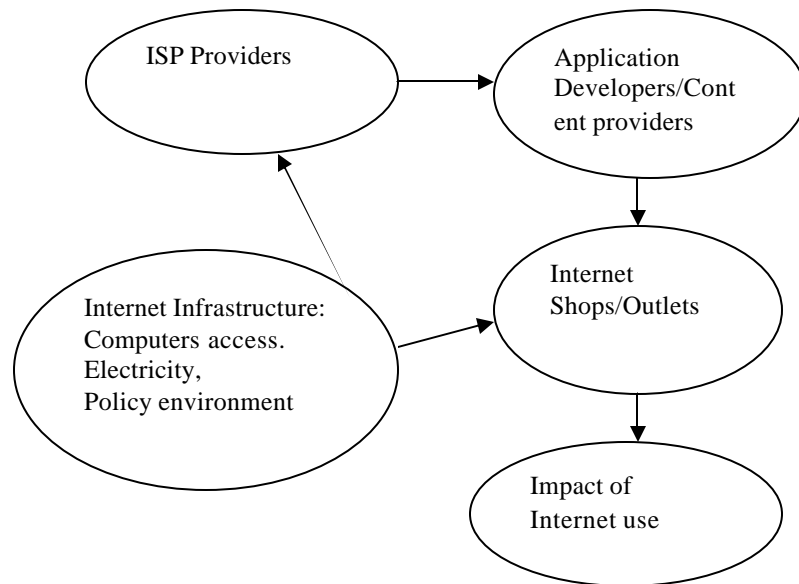 ISP Providers
Application
Developers/Cont
ent providers
Internet Infrastructure:
Computers access.
Electricity,
Policy environment
Internet
Shops/Outlets
Impact of
Internet use